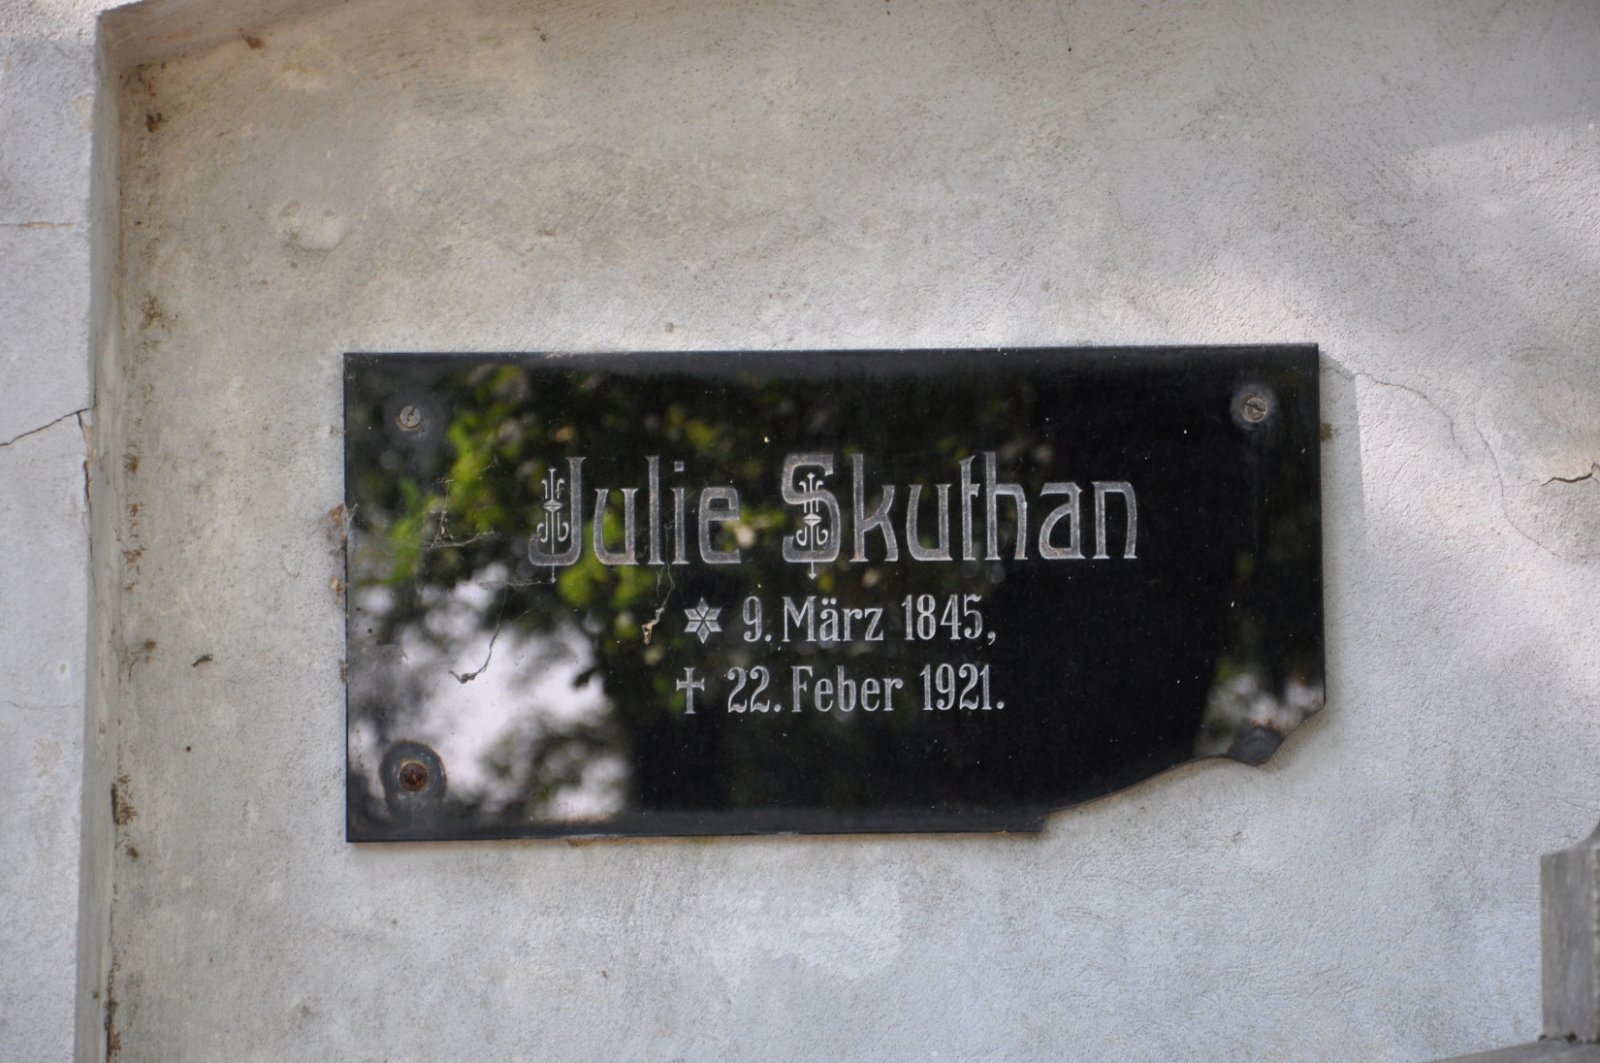 Julie Skuthan
* 9. März 1845,
† 22. Feber 1921.